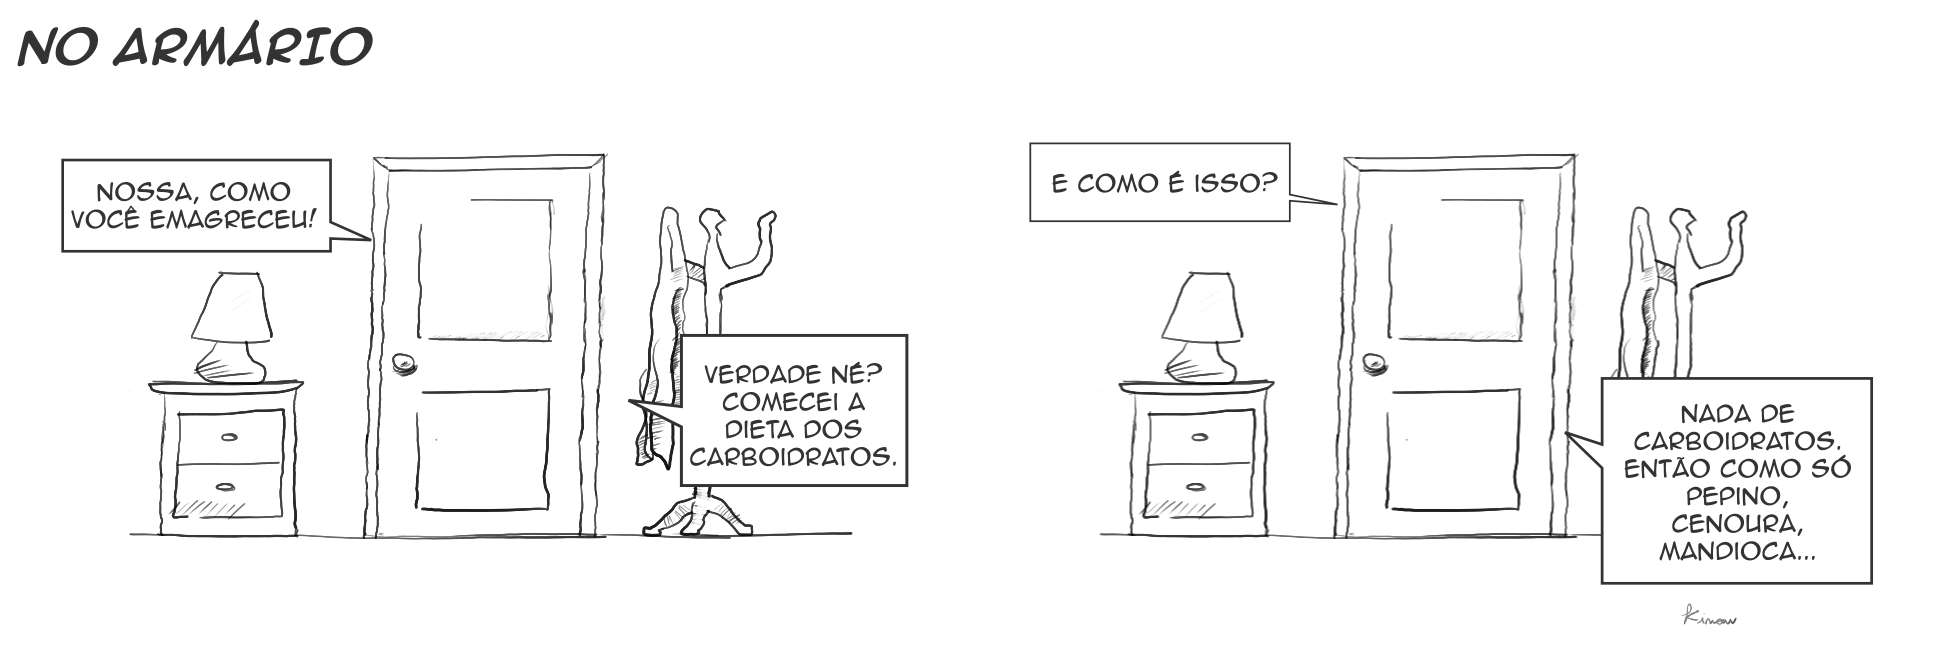 NO ARMÁRIO
NOSSA, COMO
VOCÊ EMAGRECEU!
VERDADE NÉ?
COMECEI A
DIETA DOS
CARBOIDRATOS.
E COMO É ISSO?
NADA DE
CARBOIDRATOS.
ENTÃO COMO SÓ
PEPINO,
CENOURA,
MANDIOCA...